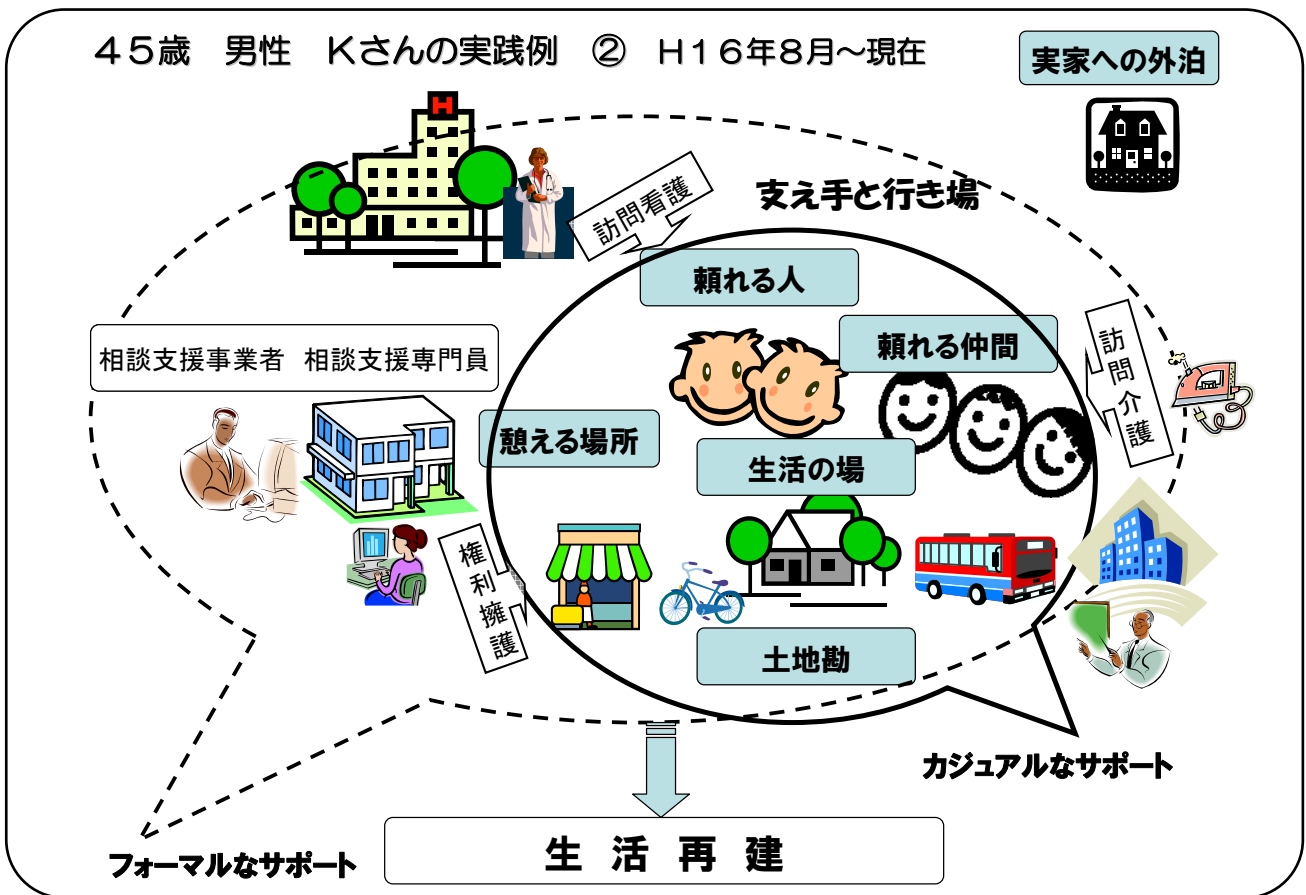 ４５歳　男性　Ｋさんの実践例　②　Ｈ１６年８月～現在
実家への外泊
H
訪問看護
支え手と行き場
頼れる人
頼れる仲間
訪問介護
相談支援事業者　相談支援専門員
憩える場所
生活の場
権利擁護
土地勘
カジュアルなサポート
フォーマルなサポート
生 活 再 建